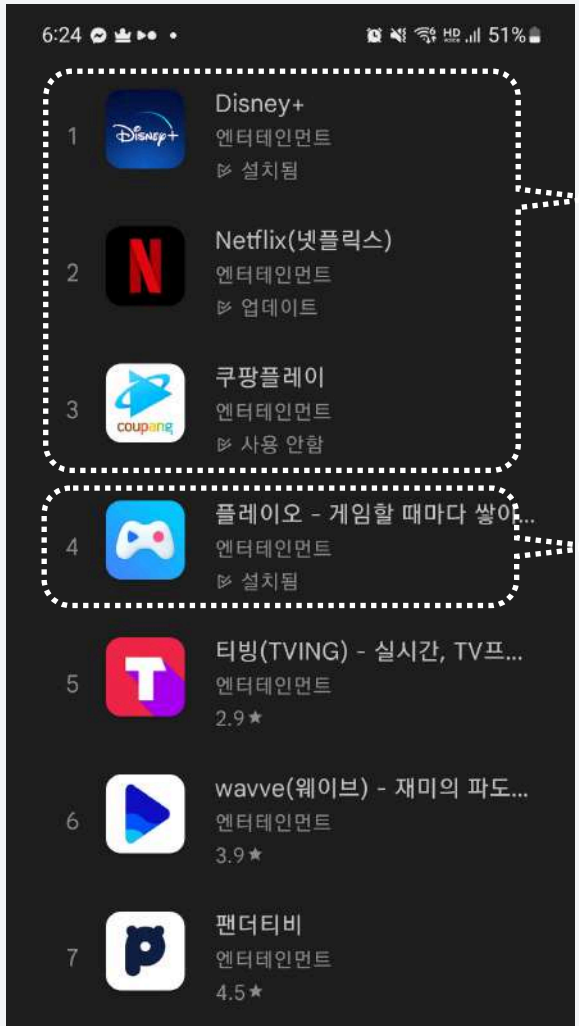 6:24 HD VOICE 51%
1 Disney+ Disney+
엔터테인먼트
설치됨
2 N Netflix(넷플릭스)
엔터테인먼트
업데이트
3 coupang 쿠팡플레이
엔터테인먼트
사용 안함
4 플레이오 - 게임할 때마다 쌓이...
엔터테인먼트
설치됨
5 T 티빙(TVING) - 실시간, TV프...
엔터테인먼트
2.9★
6 wavve(웨이브) - 재미의 파도...
엔터테인먼트
3.9★
7 p 팬더티비
엔터테인먼트
4.5★